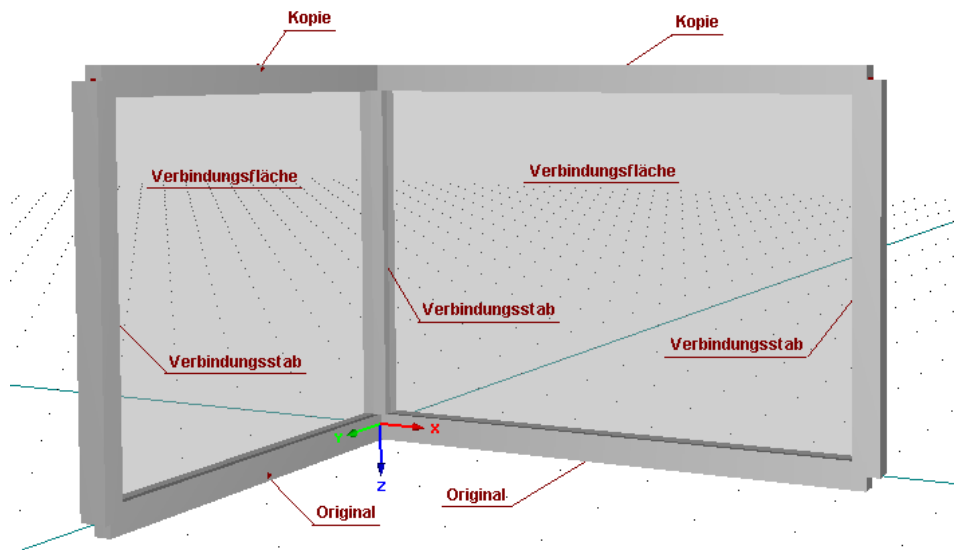 Kopie
Kopie
Verbindungsfläche
Verbindungsfläche
Verbindungsstab
Verbindungsstab
Verbindungsstab
Y
X
Z
Original
Original